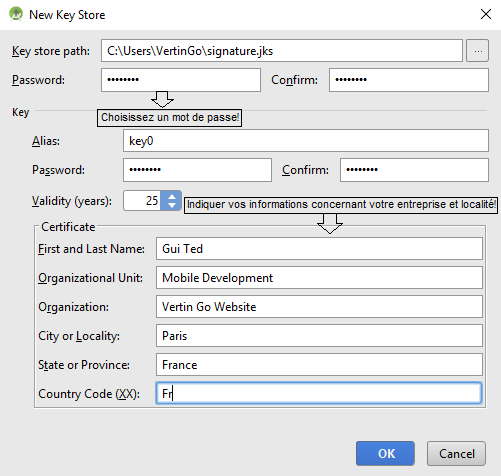 New Key Store
Key store path: C:\Users\VertinGo\signature.jks ...
Password: •••••••• Confirm: ••••••••
Choisissez un mot de passe!
Key
Alias: key0
Password: •••••••• Confirm: ••••••••
Validity (years): 25
Indiquer vos informations concernant votre entreprise et localité!
Certificate
First and Last Name: Gui Ted
Organizational Unit: Mobile Development
Organization: Vertin Go Website
City or Locality: Paris
State or Province: France
Country Code (XX): Fr
OK Cancel